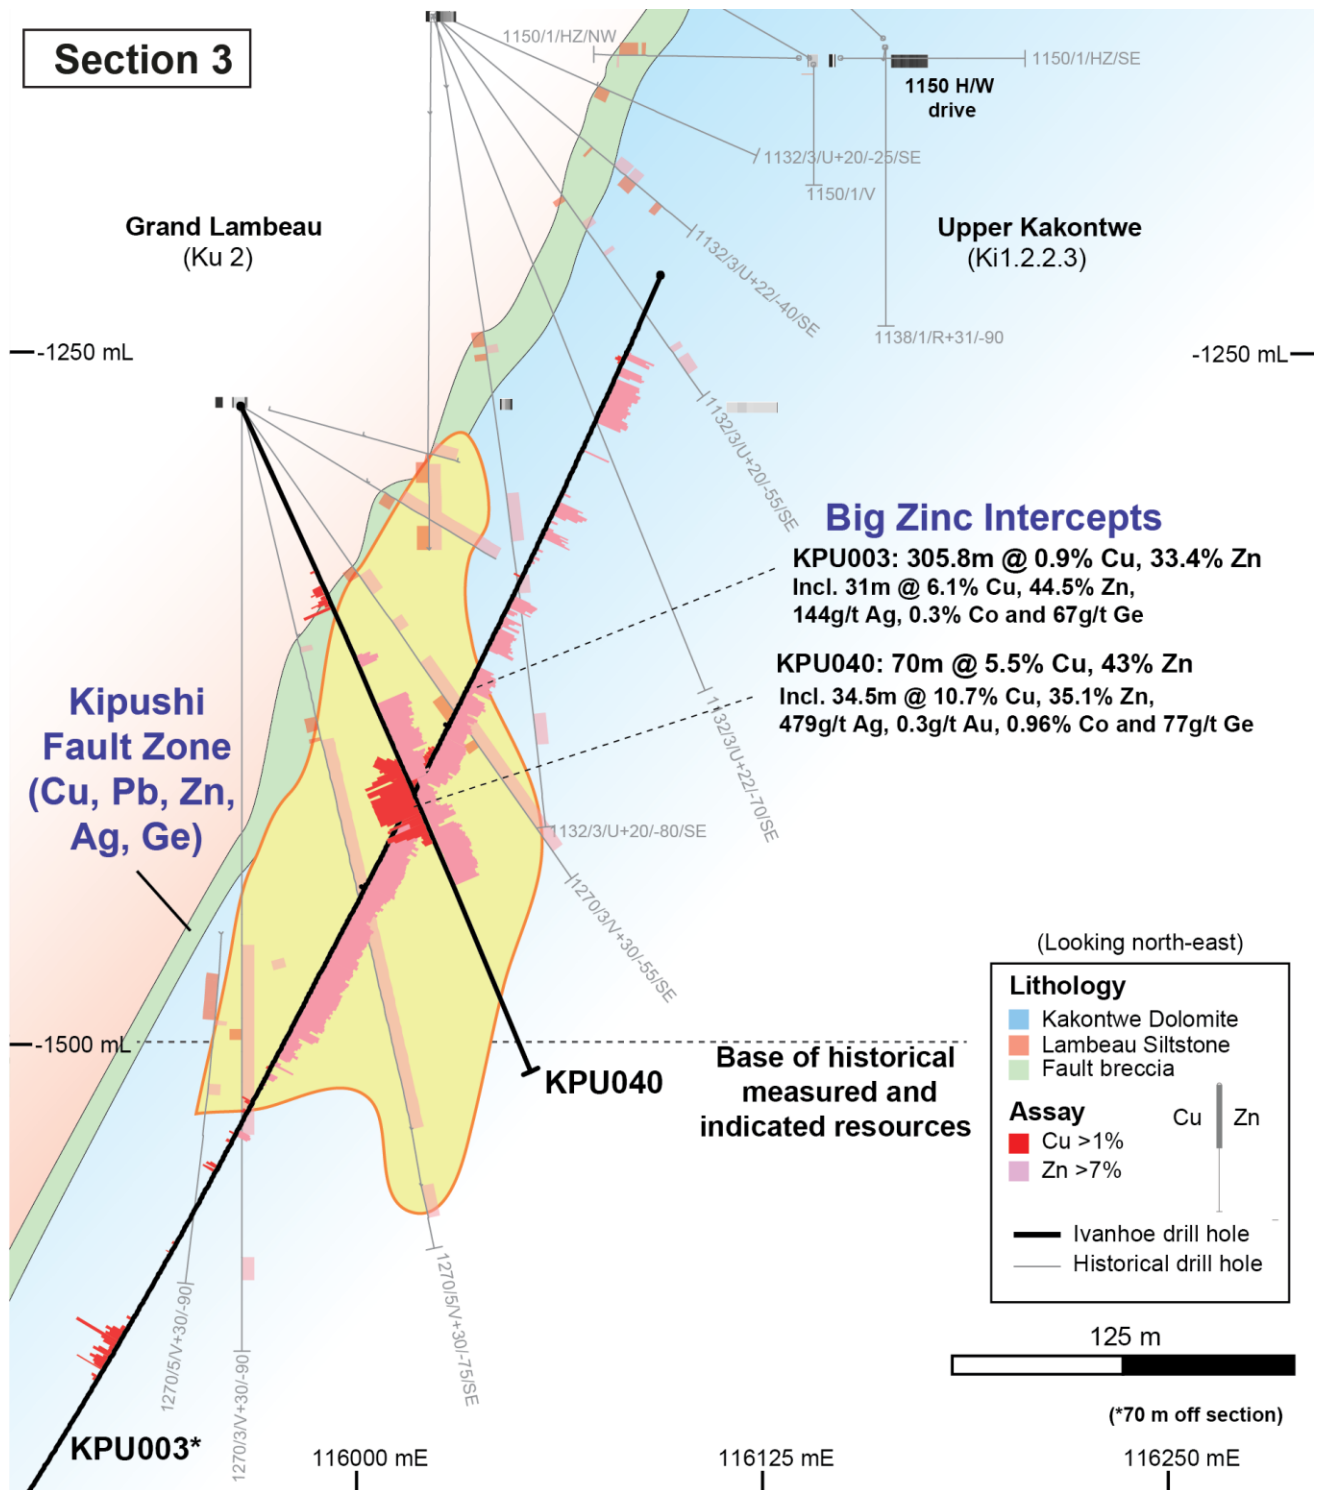 Section 3
1150/1/HZ/NW
1150/1/HZ/SE
1150 H/W
drive
1132/3/U+20/-25/SE
1150/1/V
Grand Lambeau
(Ku 2)
Upper Kakontwe
(Ki1.2.2.3)
1132/3/U+22/-40/SE
1138/1/R+31/-90
-1250 mL
-1250 mL
1132/3/U+20/-55/SE
Big Zinc Intercepts
KPU003: 305.8m @ 0.9% Cu, 33.4% Zn
Incl. 31m @ 6.1% Cu, 44.5% Zn,
144g/t Ag, 0.3% Co and 67g/t Ge
KPU040: 70m @ 5.5% Cu, 43% Zn
Incl. 34.5m @ 10.7% Cu, 35.1% Zn,
479g/t Ag, 0.3g/t Au, 0.96% Co and 77g/t Ge
Kipushi
Fault Zone
(Cu, Pb, Zn,
Ag, Ge)
1132/3/U+22/-70/SE
1132/3/U+20/-80/SE
1270/3/V+30/-55/SE
(Looking north-east)
Lithology
Kakontwe Dolomite
Lambeau Siltstone
Fault breccia
Assay
Cu >1%
Zn >7%
Cu
Zn
Ivanhoe drill hole
Historical drill hole
-1500 mL
Base of historical
measured and
indicated resources
KPU040
1270/5/V+30/-90
1270/3/V+30/-90
1270/5/V+30/-75/SE
125 m
(*70 m off section)
KPU003*
116000 mE
116125 mE
116250 mE